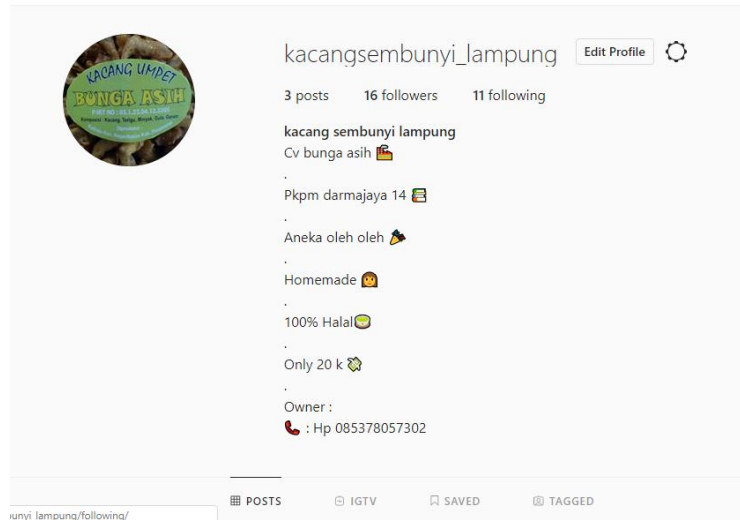 KACANG UMPET
BUNGA ASIH
kacangsembunyi_lampung Edit Profile
3 posts 16 followers 11 following
kacang sembunyi lampung
Cv bunga asih 🏭
.
Pkpm darmajaya 14 📚
.
Aneka oleh oleh 🎉
.
Homemade 👩
.
100% Halal🍵
.
Only 20 k 💸
.
Owner :
📞 : Hp 085378057302
POSTS IGTV SAVED TAGGED
bunyi_lampung/following/